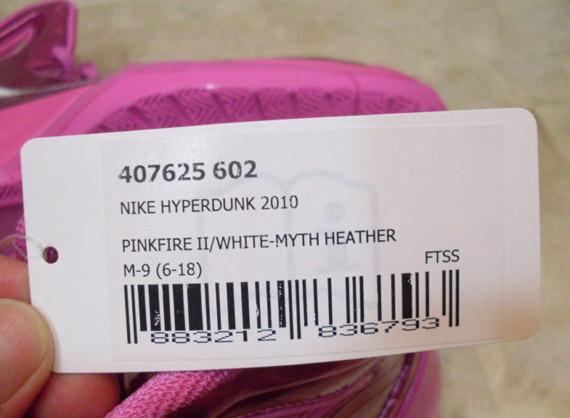 407625 602
NIKE HYPERDUNK 2010
PINKFIRE II/WHITE-MYTH HEATHER
M-9 (6-18)
FTSS
883212 836793